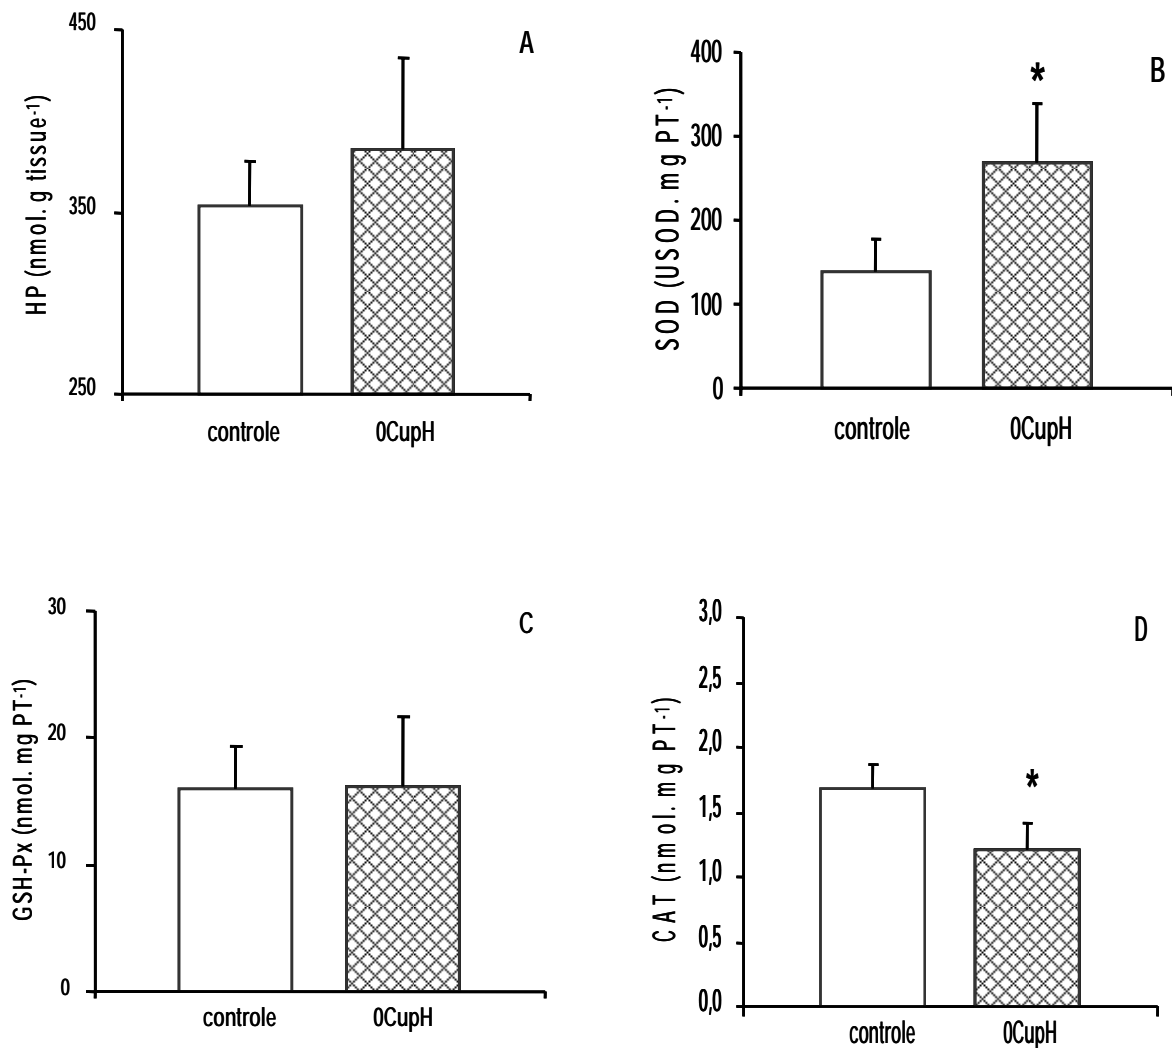 A
HP (nmol. g tissue-1)
450
350
250
controle 0CupH
B
SOD (USOD. mg PT-1)
400
300
200
100
0
*
controle 0CupH
C
GSH-Px (nmol. mg PT-1)
30
20
10
0
controle 0CupH
D
CAT (nmol. mg PT-1)
3,0
2,5
2,0
1,5
1,0
0,5
0,0
*
controle 0CupH